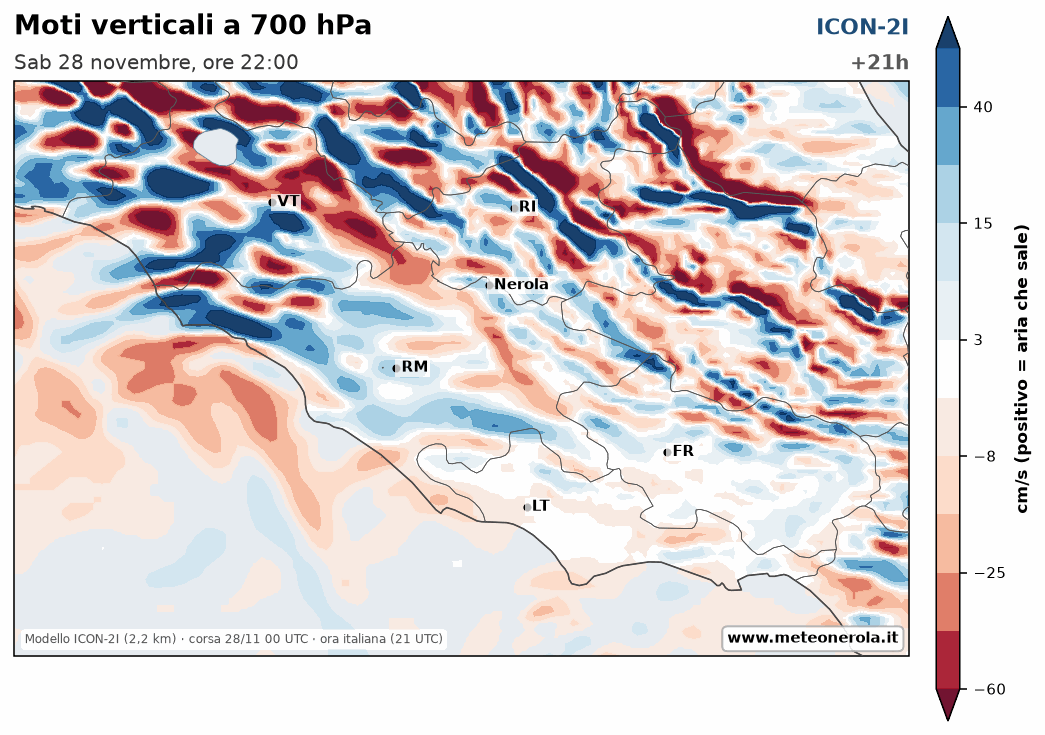 Moti verticali a 700 hPa
ICON-2I
Sab 28 novembre, ore 22:00
+21h
40
15
3
−8
−25
−60
cm/s (positivo = aria che sale)
VT
RI
Nerola
RM
FR
LT
Modello ICON-2I (2,2 km) · corsa 28/11 00 UTC · ora italiana (21 UTC)
www.meteonerola.it